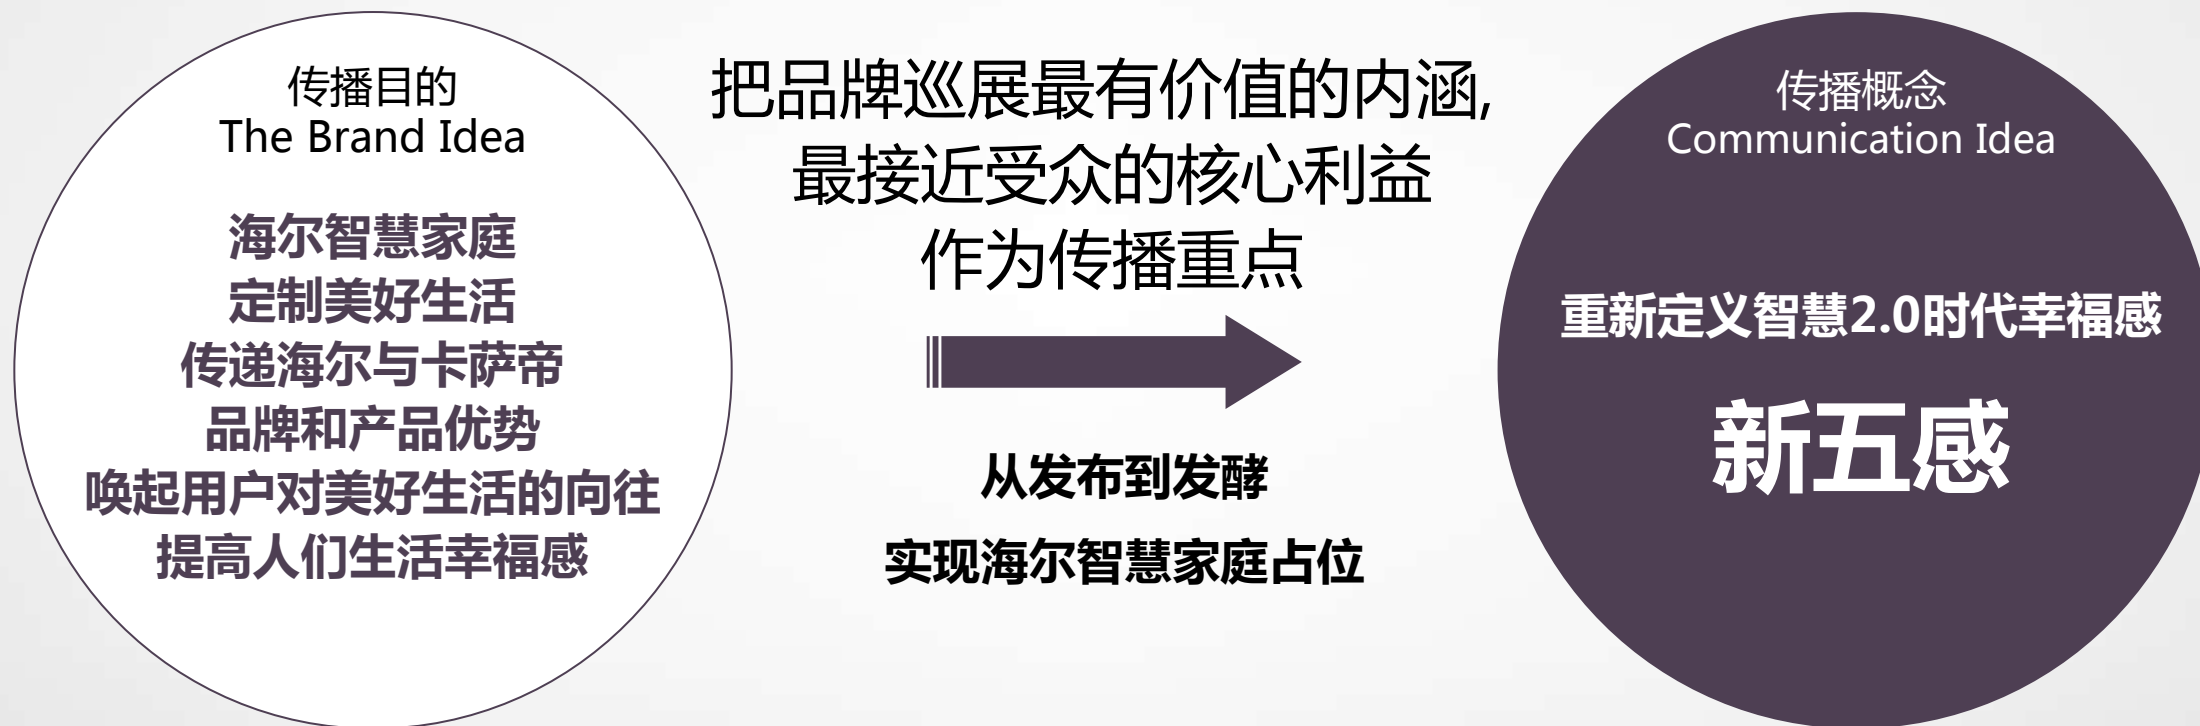 传播目的
The Brand Idea
海尔智慧家庭
定制美好生活
传递海尔与卡萨帝
品牌和产品优势
唤起用户对美好生活的向往
提高人们生活幸福感
把品牌巡展最有价值的内涵,
最接近受众的核心利益
作为传播重点
从发布到发酵
实现海尔智慧家庭占位
传播概念
Communication Idea
重新定义智慧2.0时代幸福感
新五感